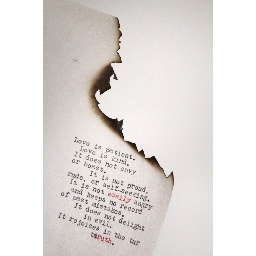 Love is patient.
Love is kind.
It does not envy
or boast.
It is not proud,
rude, or self-seeking.
it is not easily angry
and keeps no record
of past mistakes.
It does not delight
in evil.
It rejoices in the tur
truth.